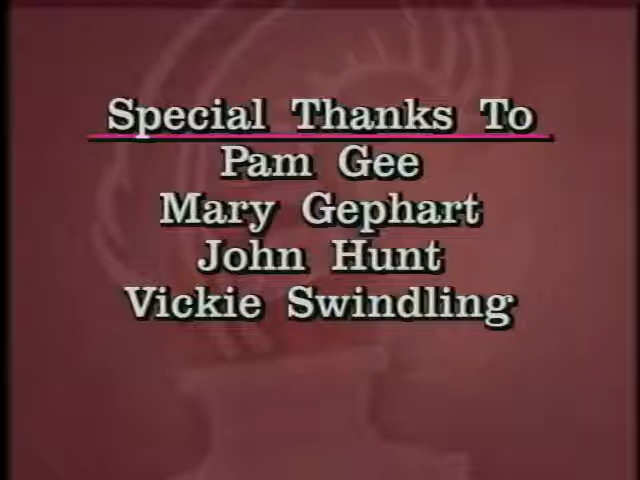 Special Thanks To
Pam Gee
Mary Gephart
John Hunt
Vickie Swindling